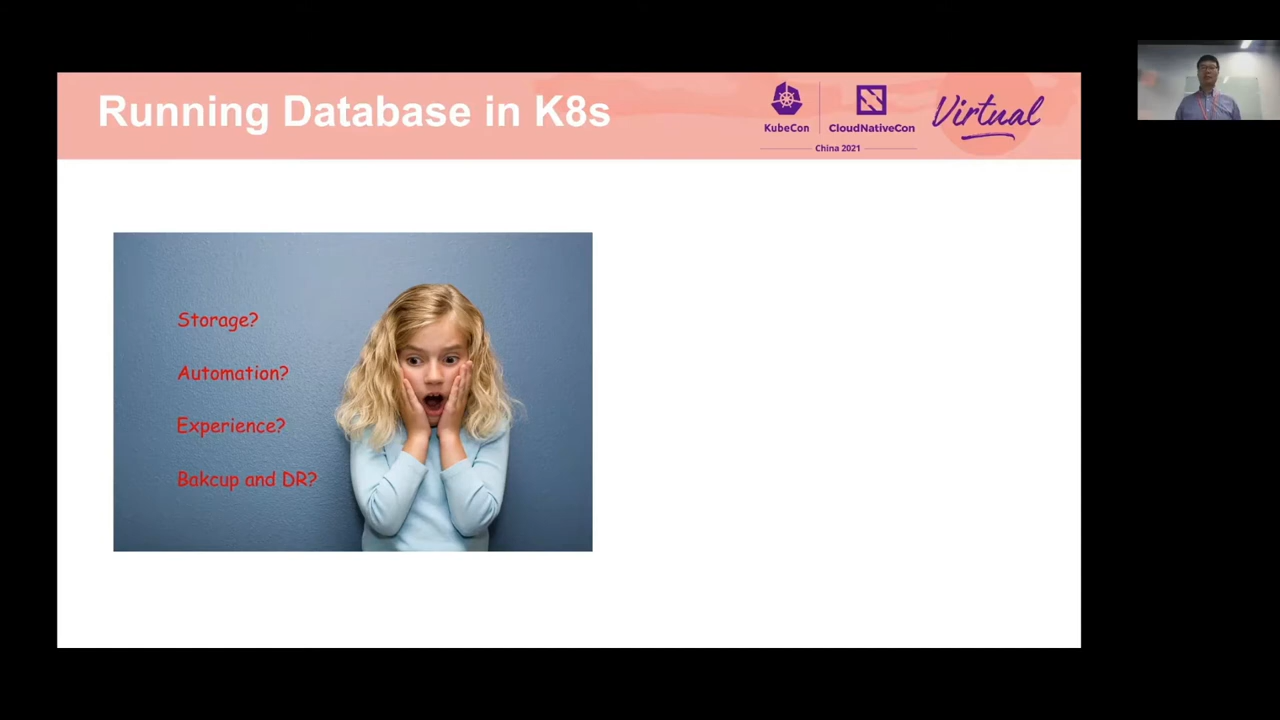 Running Database in K8s
KubeCon
CloudNativeCon
Virtual
China 2021
Storage?
Automation?
Experience?
Bakcup and DR?